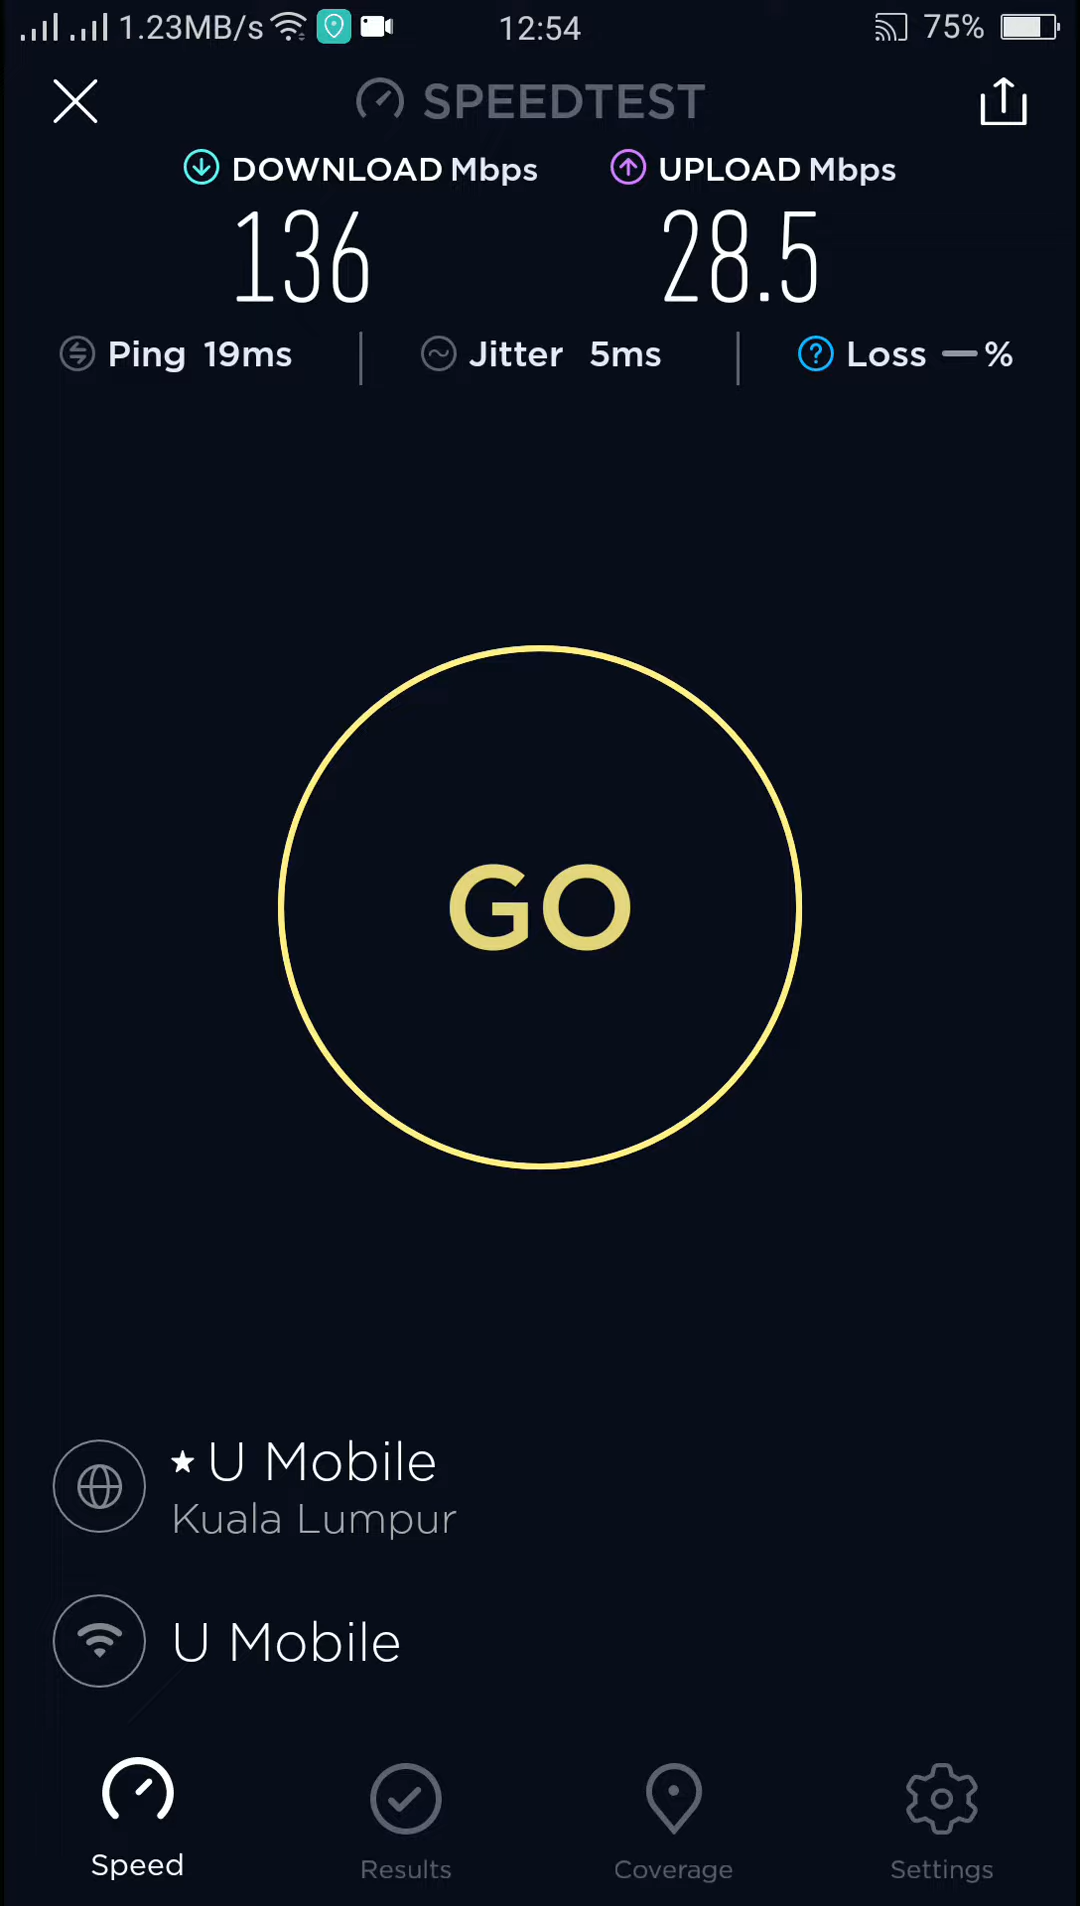 1.23MB/s 12:54 75%
SPEEDTEST
DOWNLOAD Mbps UPLOAD Mbps
136 28.5
Ping 19ms Jitter 5ms ? Loss —%
GO
★ U Mobile
Kuala Lumpur
U Mobile
Speed Results Coverage Settings